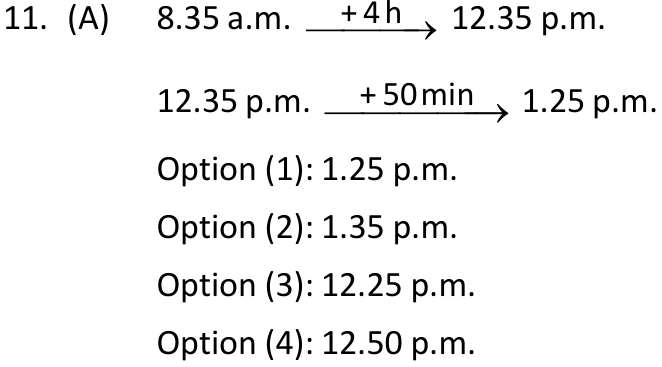 11. (A) 8.35 a.m. +4 h → 12.35 p.m.
12.35 p.m. +50 min → 1.25 p.m.
Option (1): 1.25 p.m.
Option (2): 1.35 p.m.
Option (3): 12.25 p.m.
Option (4): 12.50 p.m.